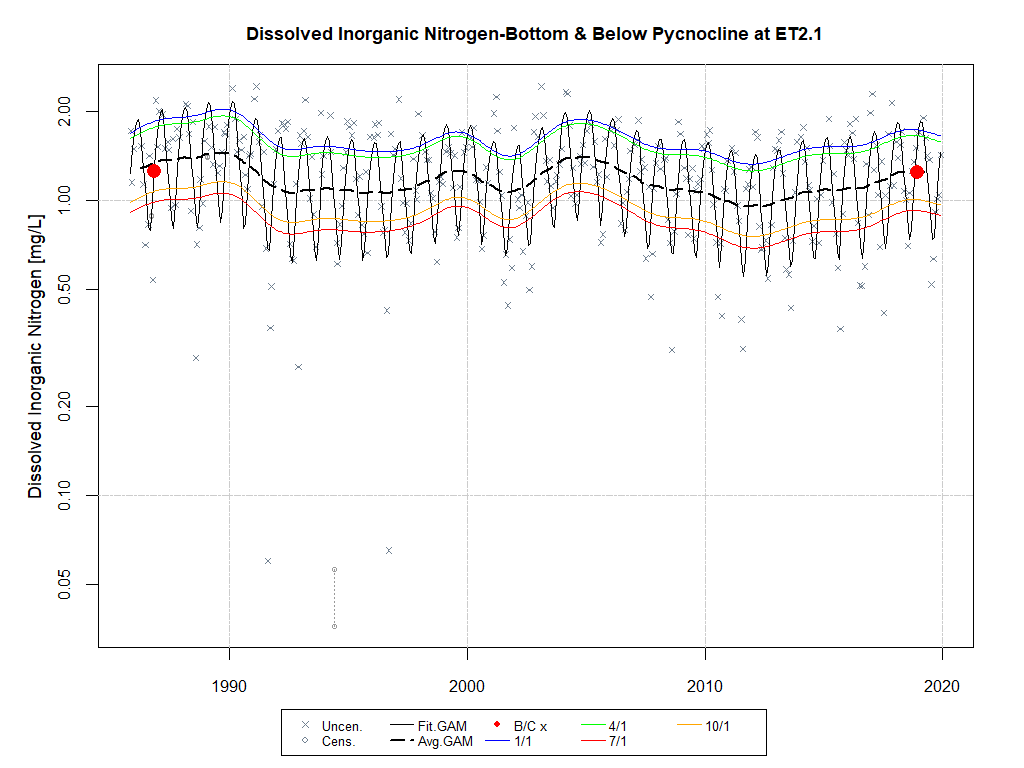 Dissolved Inorganic Nitrogen-Bottom & Below Pycnocline at ET2.1
Dissolved Inorganic Nitrogen [mg/L]
2.00
1.00
0.50
0.20
0.10
0.05
1990 2000 2010 2020
Uncen. Fit.GAM B/C x 4/1 10/1
Cens. Avg.GAM 1/1 7/1